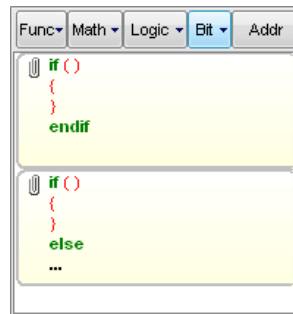 Func Math Logic Bit Addr
if ()
{
}
endif
if ()
{
}
else
...